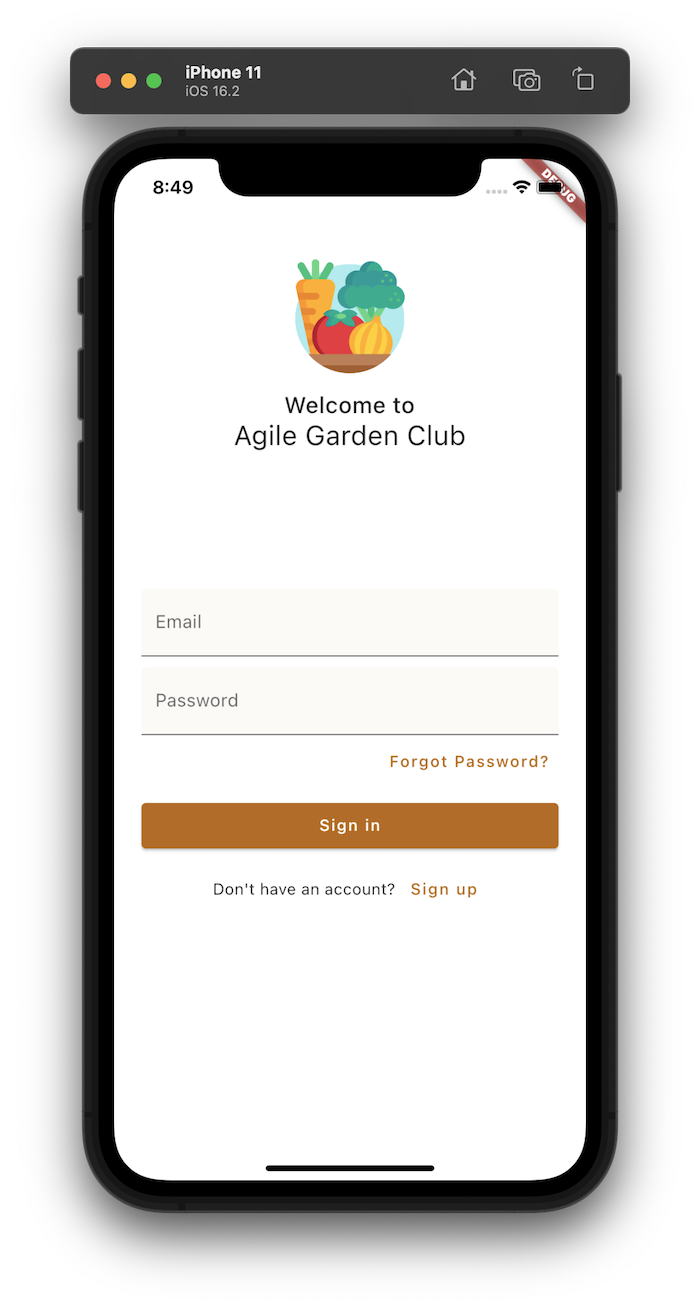 iPhone 11
iOS 16.2
8:49
DEBUG
Welcome to
Agile Garden Club
Email
Password
Forgot Password?
Sign in
Don't have an account? Sign up